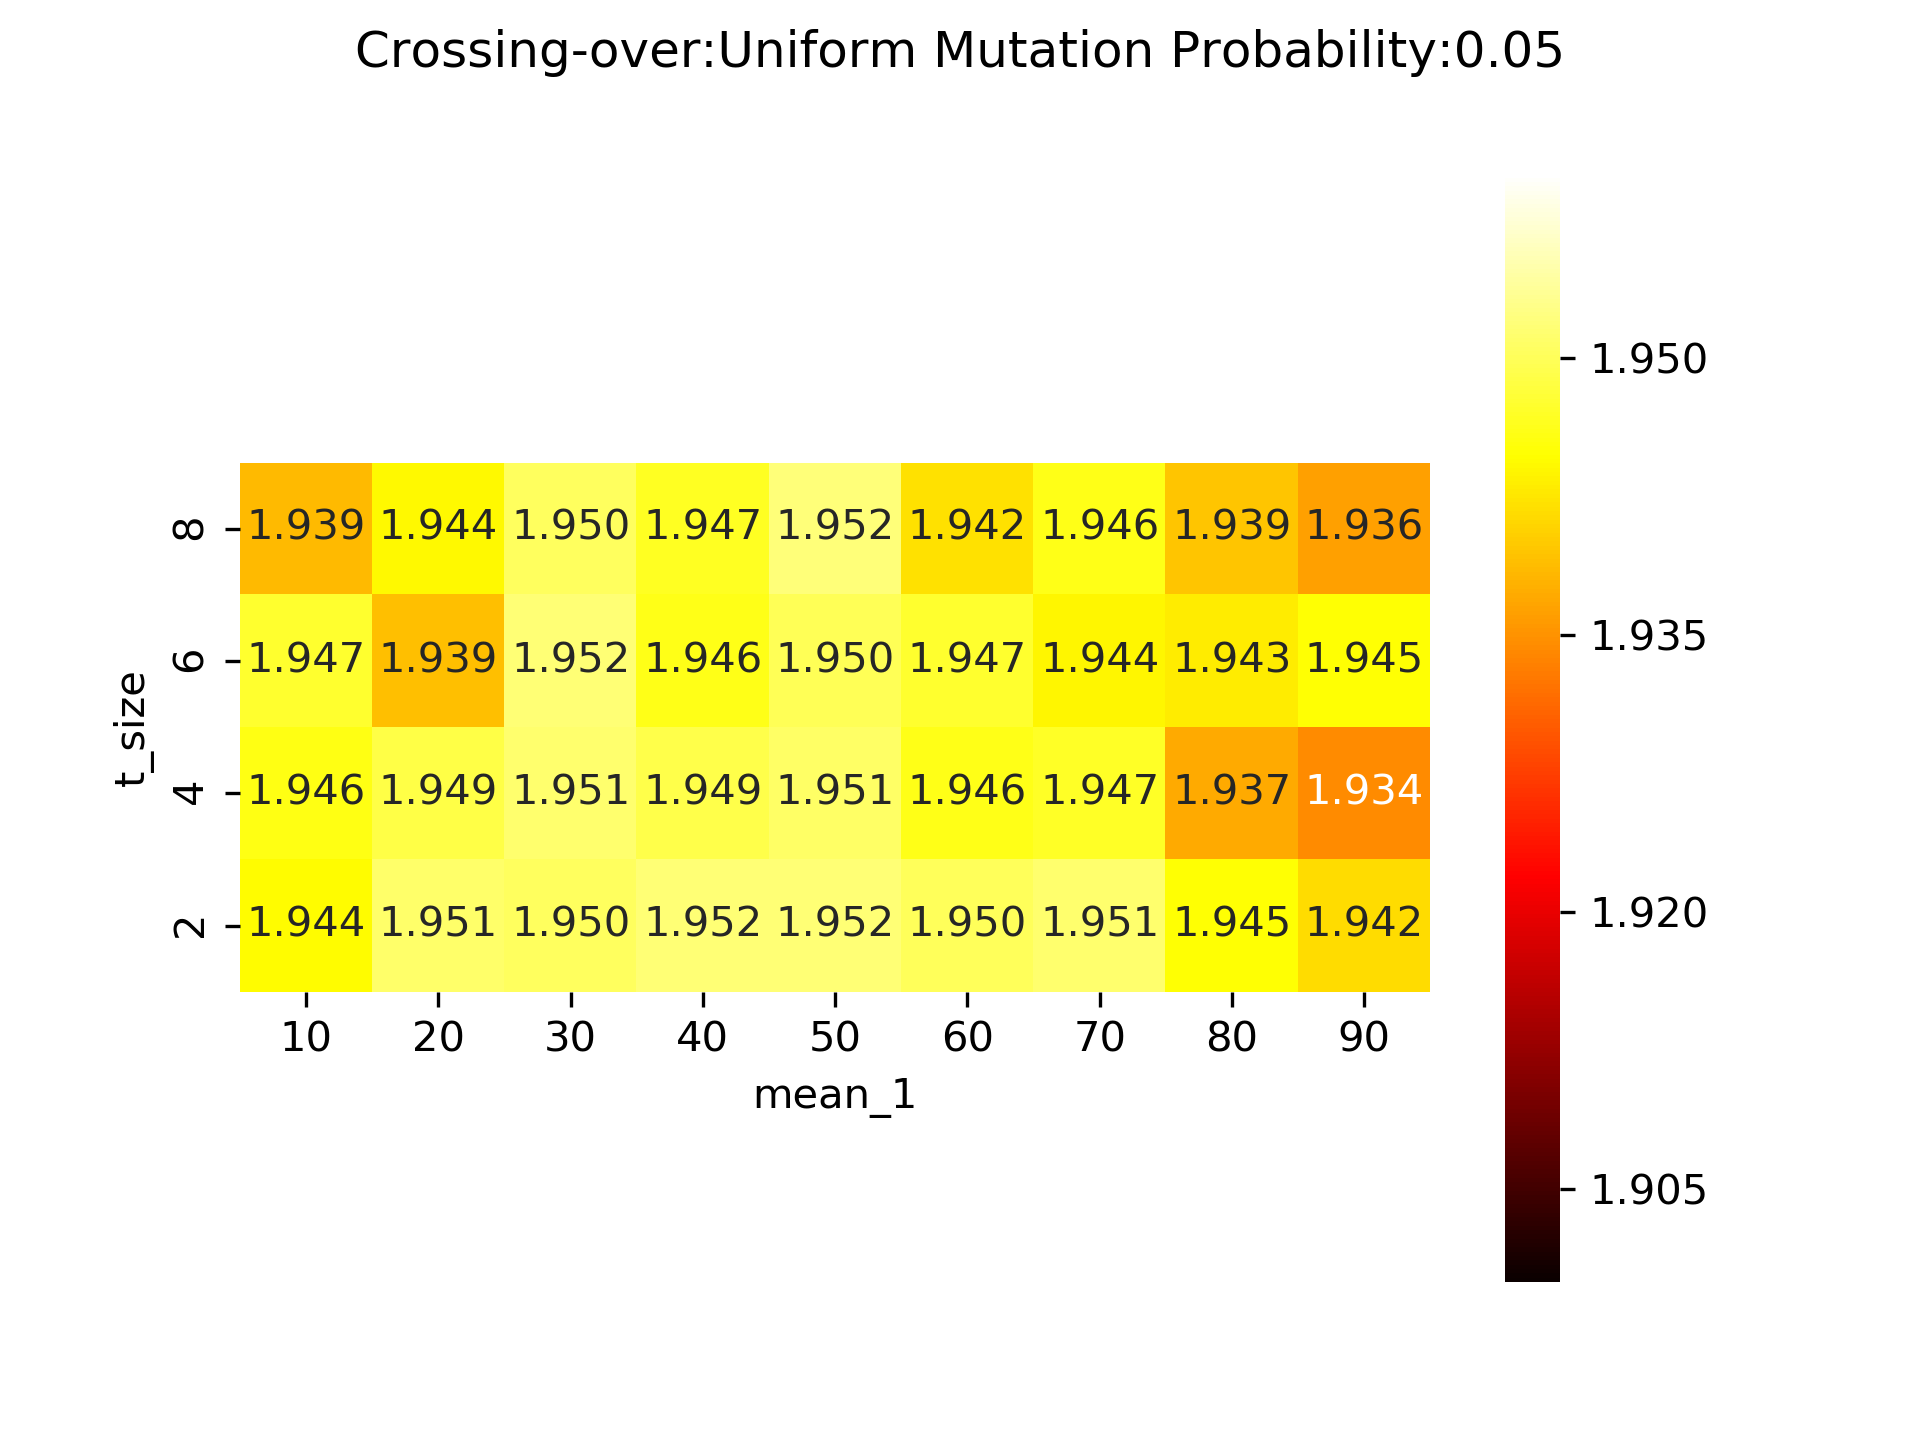 Crossing-over:Uniform Mutation Probability:0.05
1.950
1.935
1.920
1.905
t_size
8 1.939 1.944 1.950 1.947 1.952 1.942 1.946 1.939 1.936
6 1.947 1.939 1.952 1.946 1.950 1.947 1.944 1.943 1.945
4 1.946 1.949 1.951 1.949 1.951 1.946 1.947 1.937 1.934
2 1.944 1.951 1.950 1.952 1.952 1.950 1.951 1.945 1.942
10 20 30 40 50 60 70 80 90
mean_1